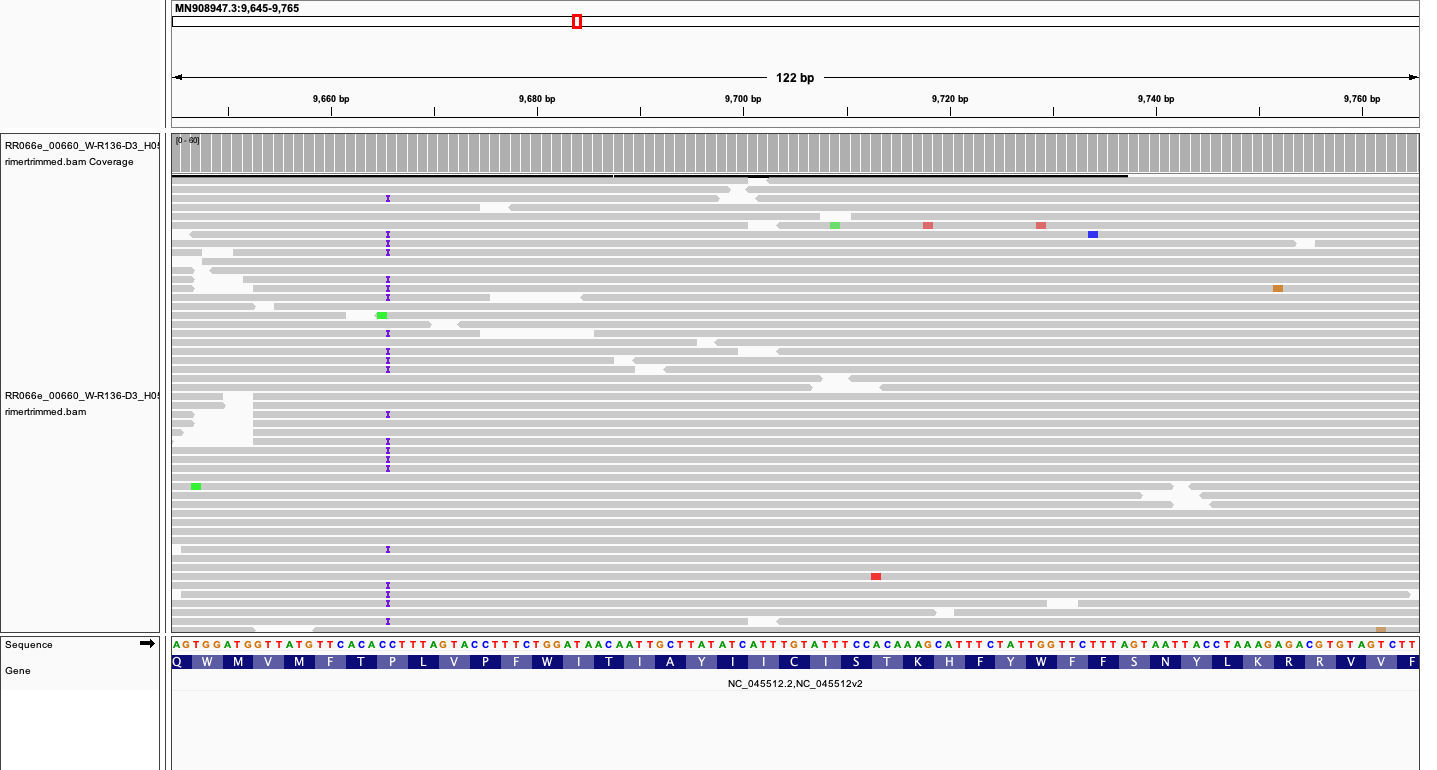 MN908947.3:9,645-9,765
122 bp
9,660 bp 9,680 bp 9,700 bp 9,720 bp 9,740 bp 9,760 bp
[0 - 60]
RR066e_00660_W-R136-D3_H05
rimertrimmed.bam Coverage
RR066e_00660_W-R136-D3_H05
rimertrimmed.bam
Sequence
AGTGGATGGTTATGTTCACACCTTTAGTACCTTTCTGGATAACAATTGCTTATATCATTTGTATTTCCACAAAGCATTTCTATTGGTTCTTTAGTAATTACCTAAAGAGACGTGTAGTCTT
Gene
Q W M V M F T P L V P F W I T I A Y I I C I S T K H F Y W F F S N Y L K R R V V F
NC_045512.2,NC_045512v2